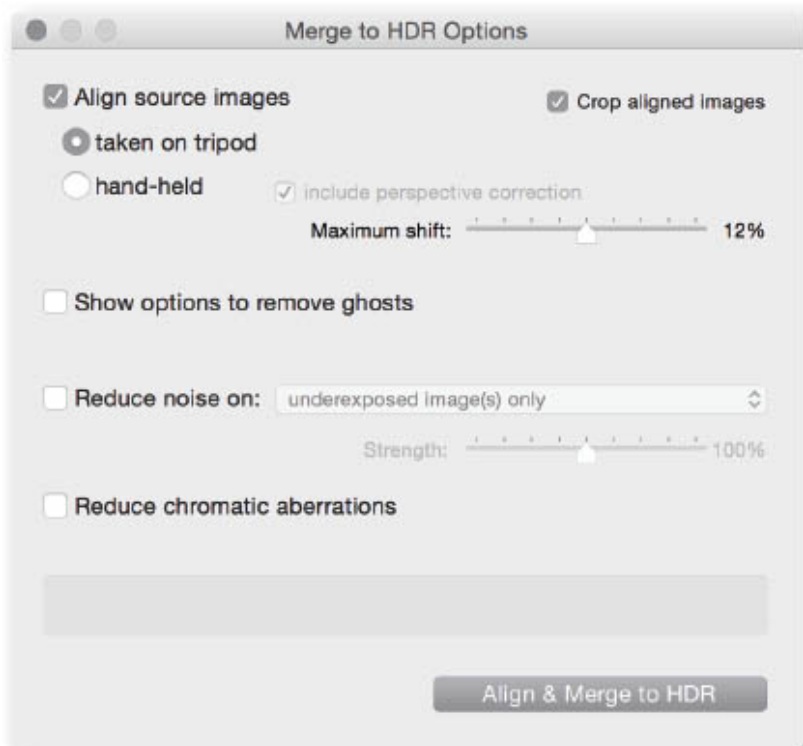 Merge to HDR Options
Align source images
Crop aligned images
taken on tripod
hand-held
include perspective correction
Maximum shift:
12%
Show options to remove ghosts
Reduce noise on:
underexposed image(s) only
Strength:
100%
Reduce chromatic aberrations
Align & Merge to HDR